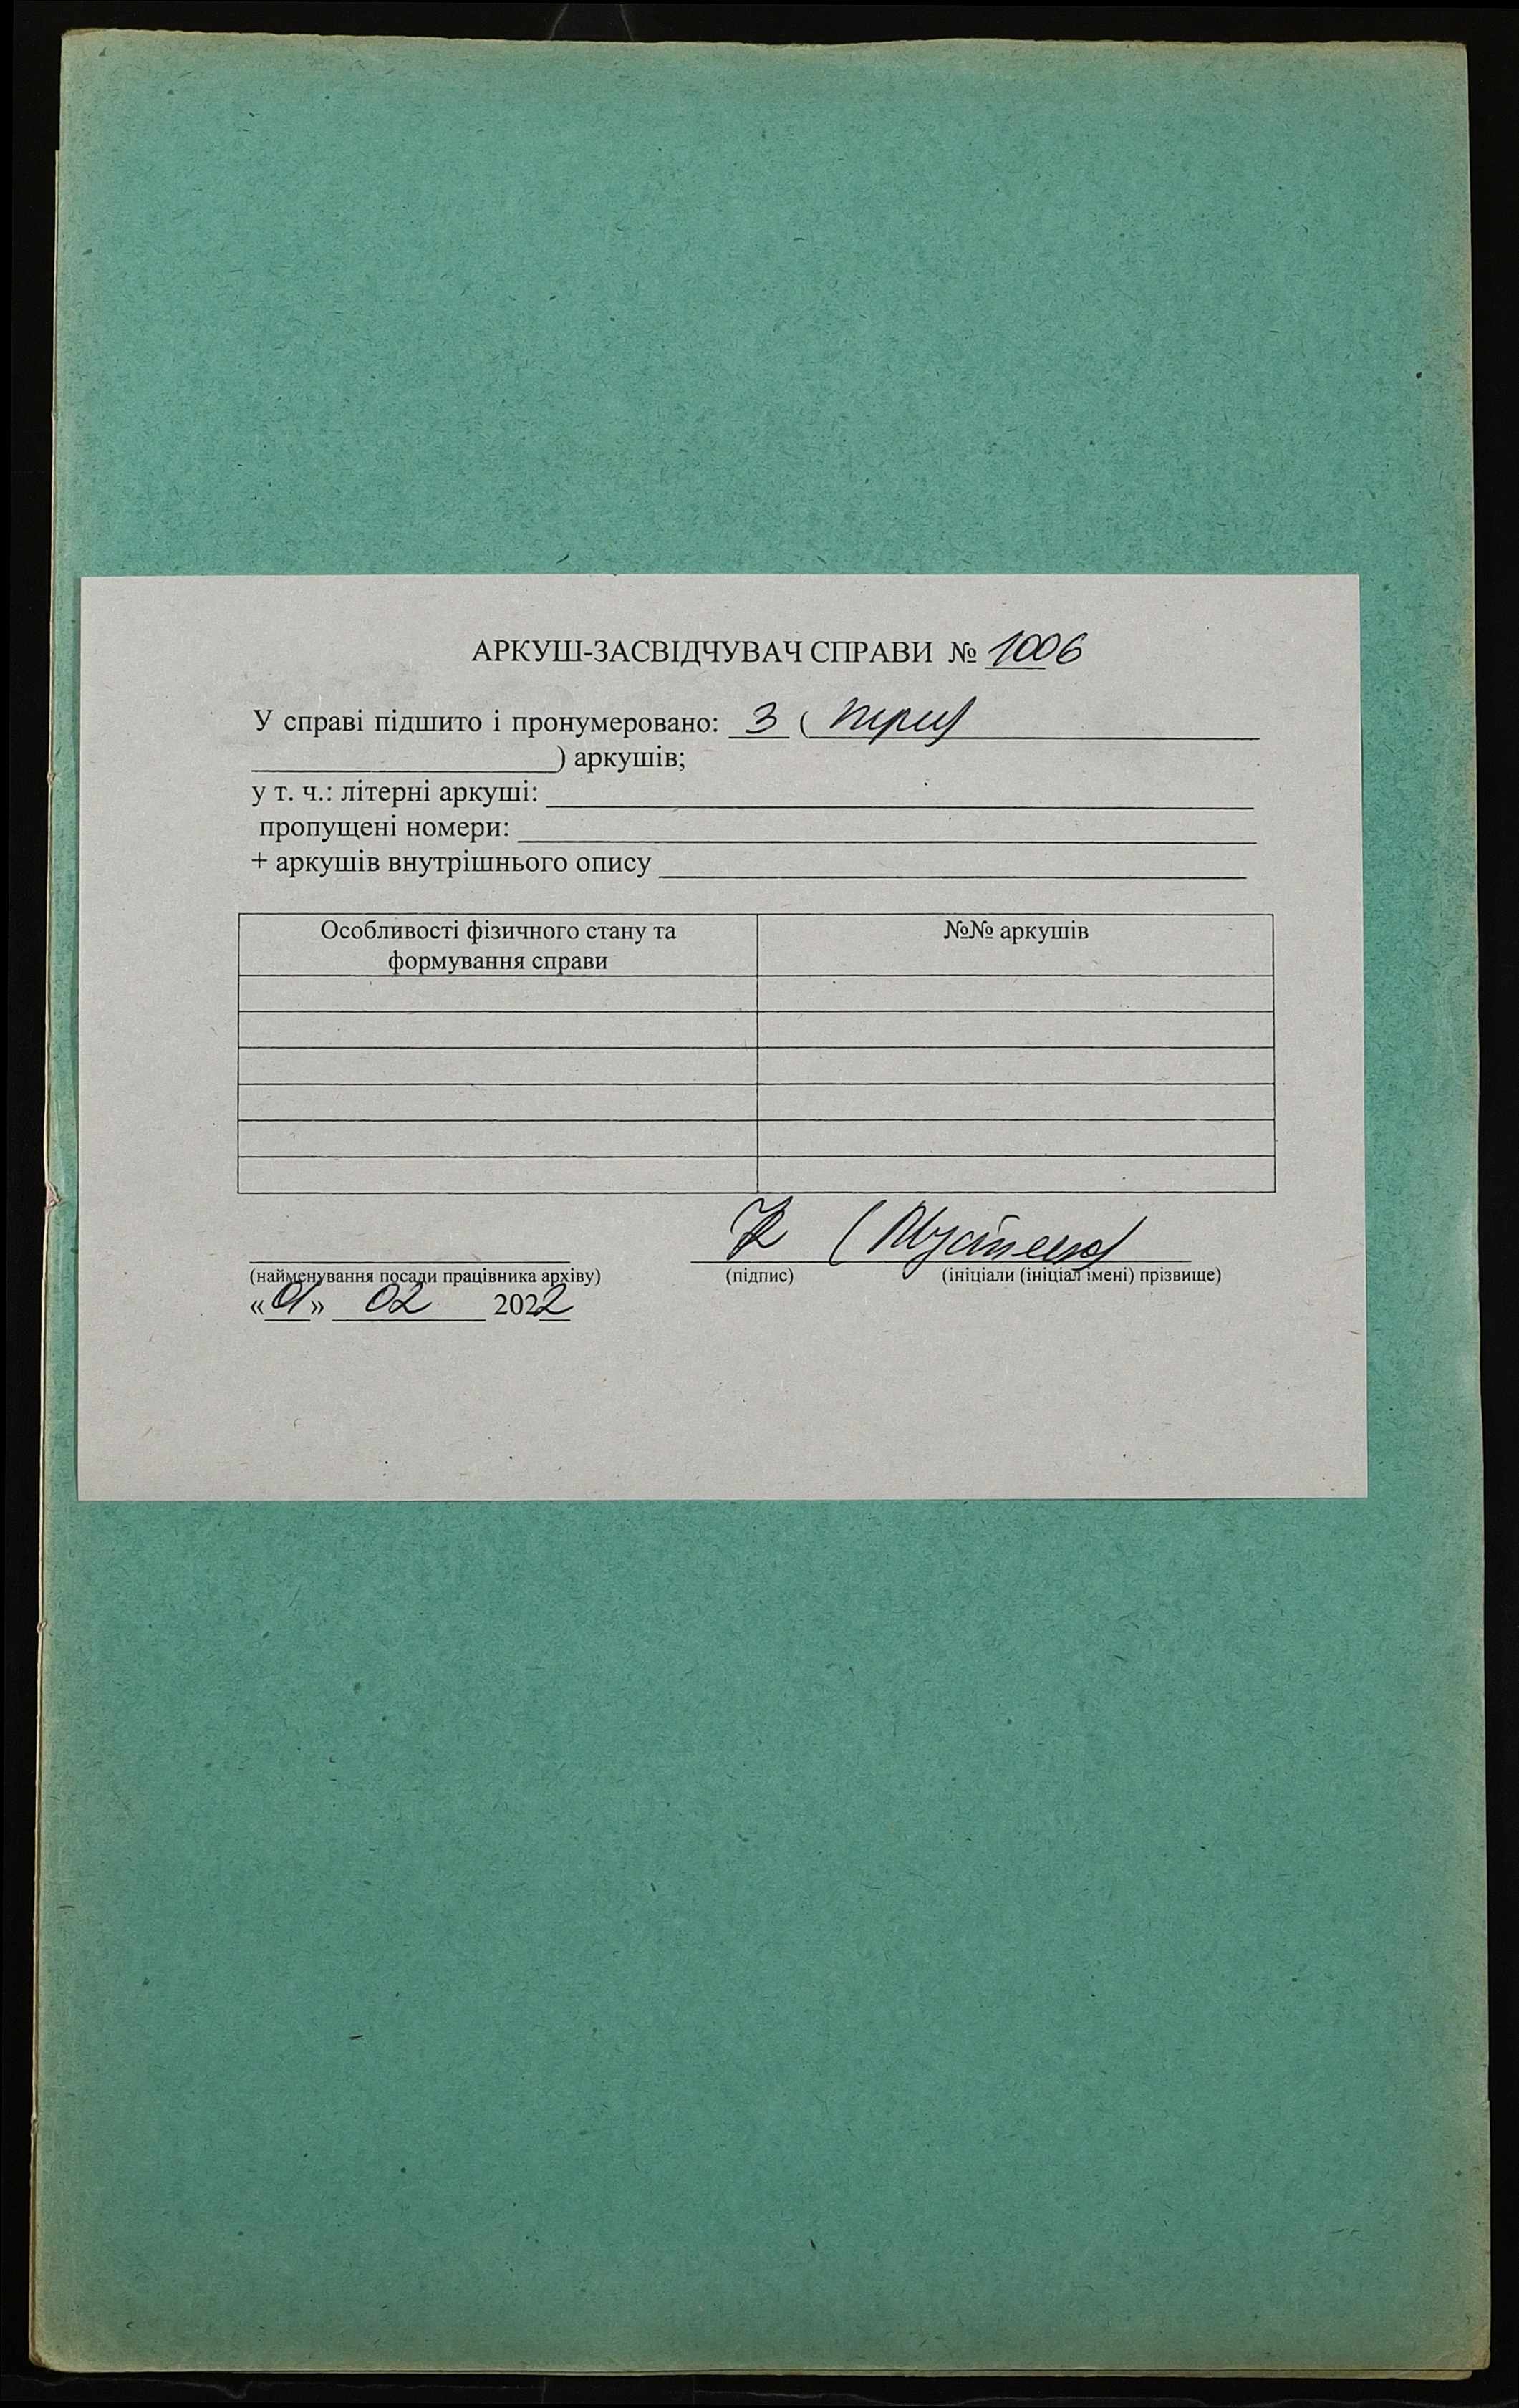 АРКУШ-ЗАСВІДЧУВАЧ СПРАВИ № 1006
У справі підшито і пронумеровано: 3 ( три
) аркушів;
у т. ч.: літерні аркуші:
пропущені номери:
+ аркушів внутрішнього опису
Особливості фізичного стану та формування справи
№№ аркушів
(найменування посади працівника архіву) (підпис) (ініціали (ініціал імені) прізвище)
«01» 02 2022